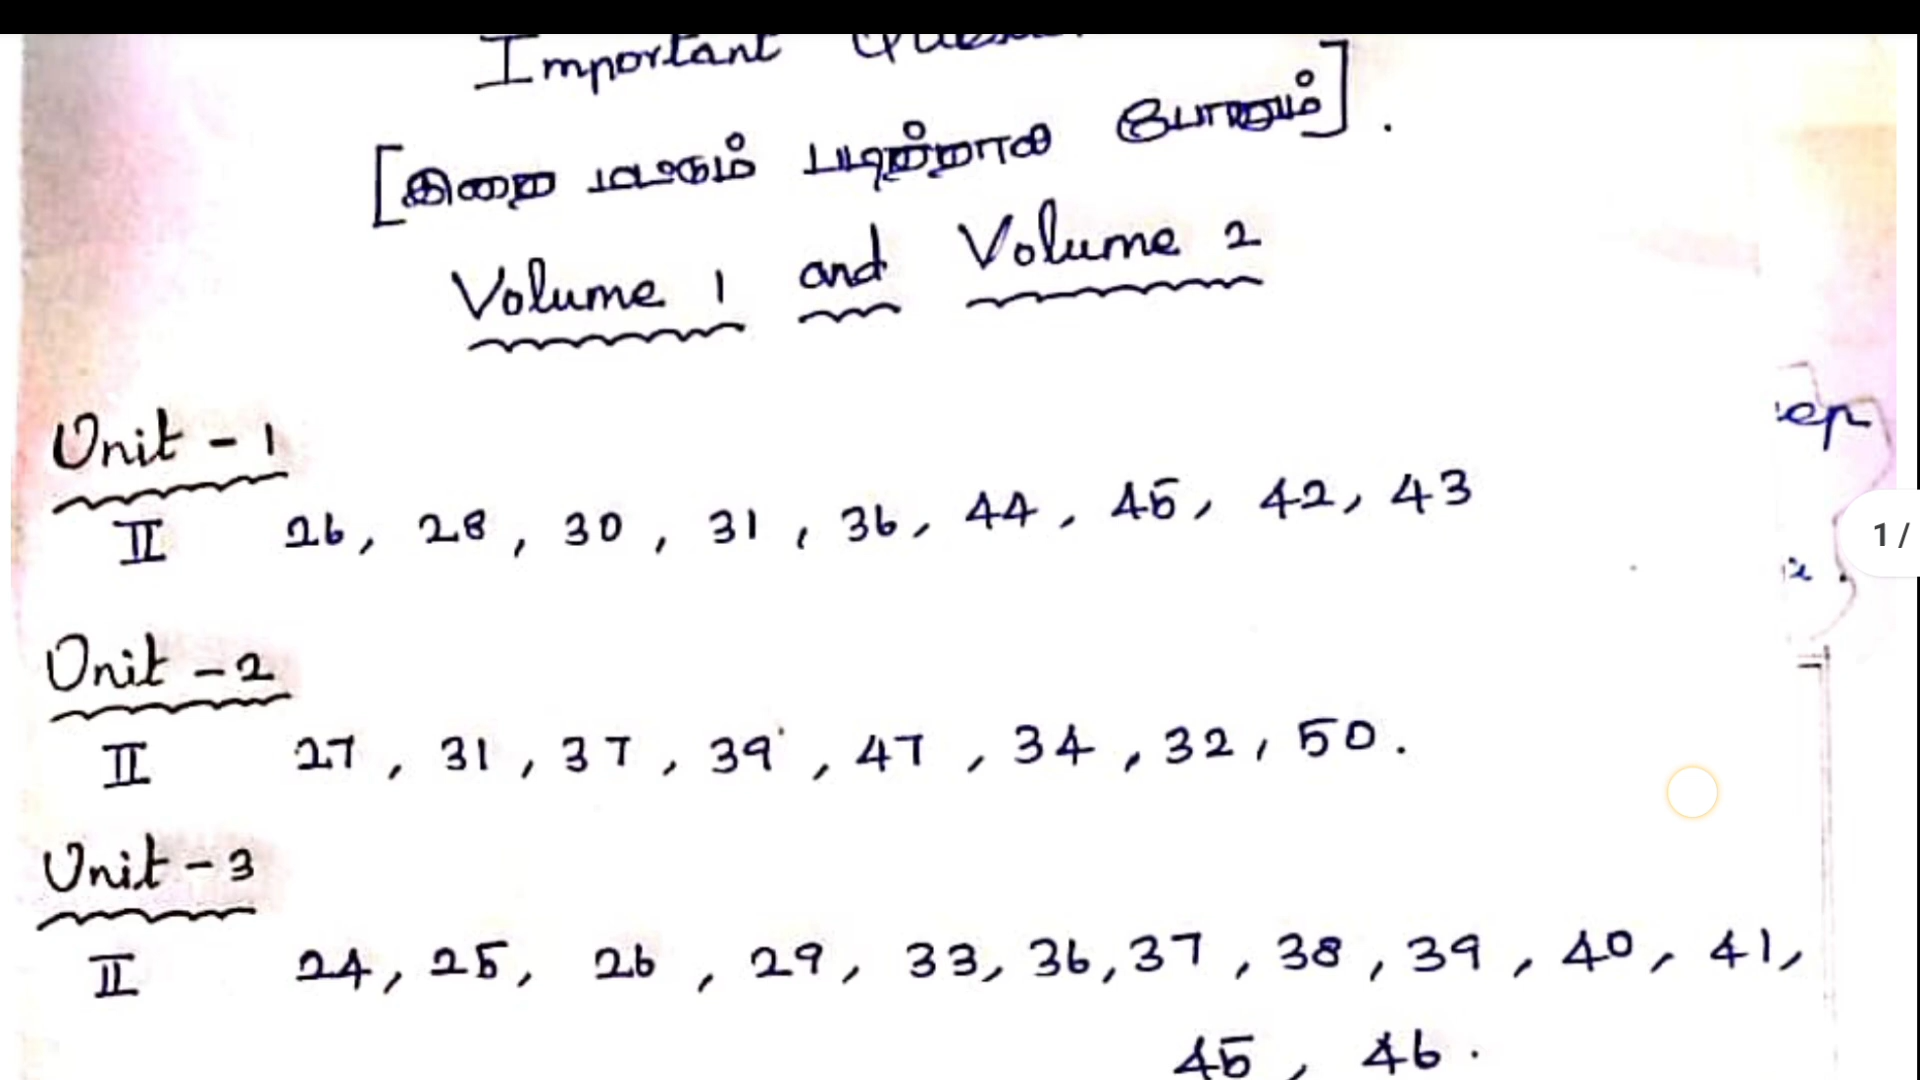 Important
[இதை மட்டும் படித்தால் போதும்].
Volume 1 and Volume 2
Unit - 1
II 26, 28, 30, 31, 36, 44, 45, 42, 43
Unit - 2
II 27, 31, 37, 39, 47, 34, 32, 50.
Unit - 3
II 24, 25, 26, 29, 33, 36, 37, 38, 39, 40, 41,
45, 46.
1 /